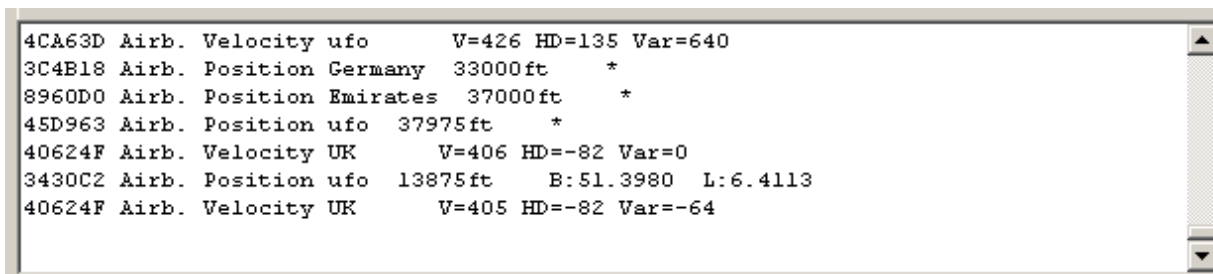 4CA63D Airb. Velocity ufo V=426 HD=135 Var=640
3C4B18 Airb. Position Germany 33000ft *
8960D0 Airb. Position Emirates 37000ft *
45D963 Airb. Position ufo 37975ft *
40624F Airb. Velocity UK V=406 HD=-82 Var=0
3430C2 Airb. Position ufo 13875ft B:51.3980 L:6.4113
40624F Airb. Velocity UK V=405 HD=-82 Var=-64